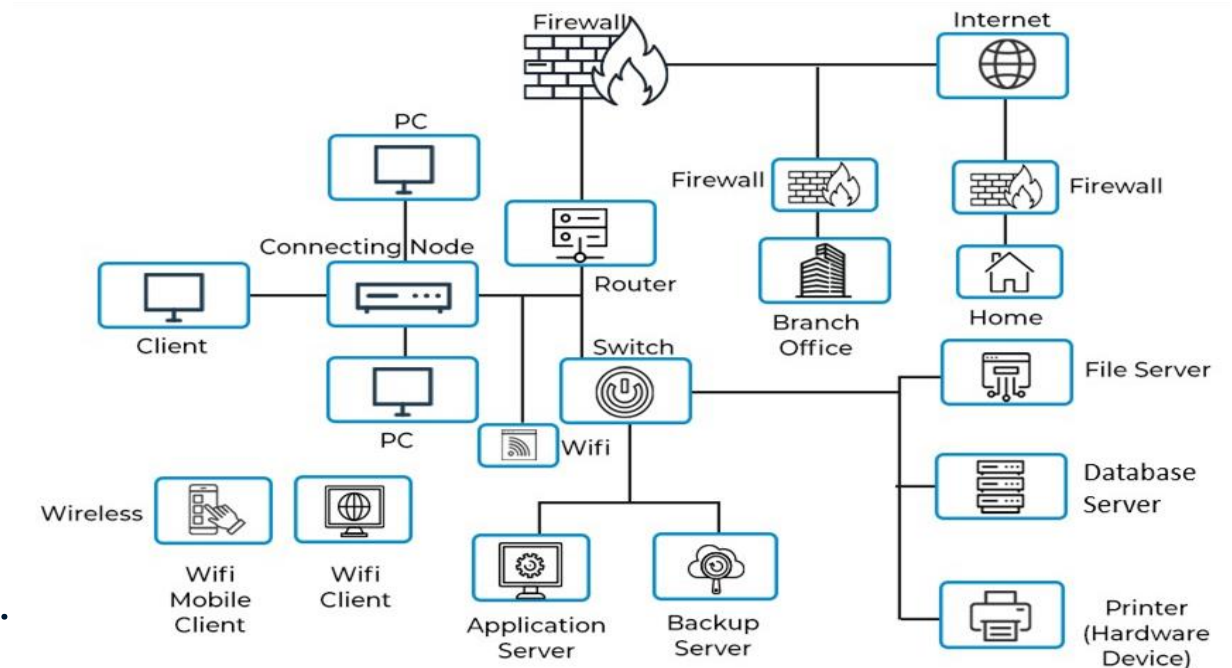 Firewall
Internet
PC
Firewall
Firewall
Connecting Node
Router
Client
Branch
Office
Home
Switch
File Server
PC
Wifi
Database
Server
Wireless
Wifi
Mobile
Client
Wifi
Client
Application
Server
Backup
Server
Printer
(Hardware
Device)